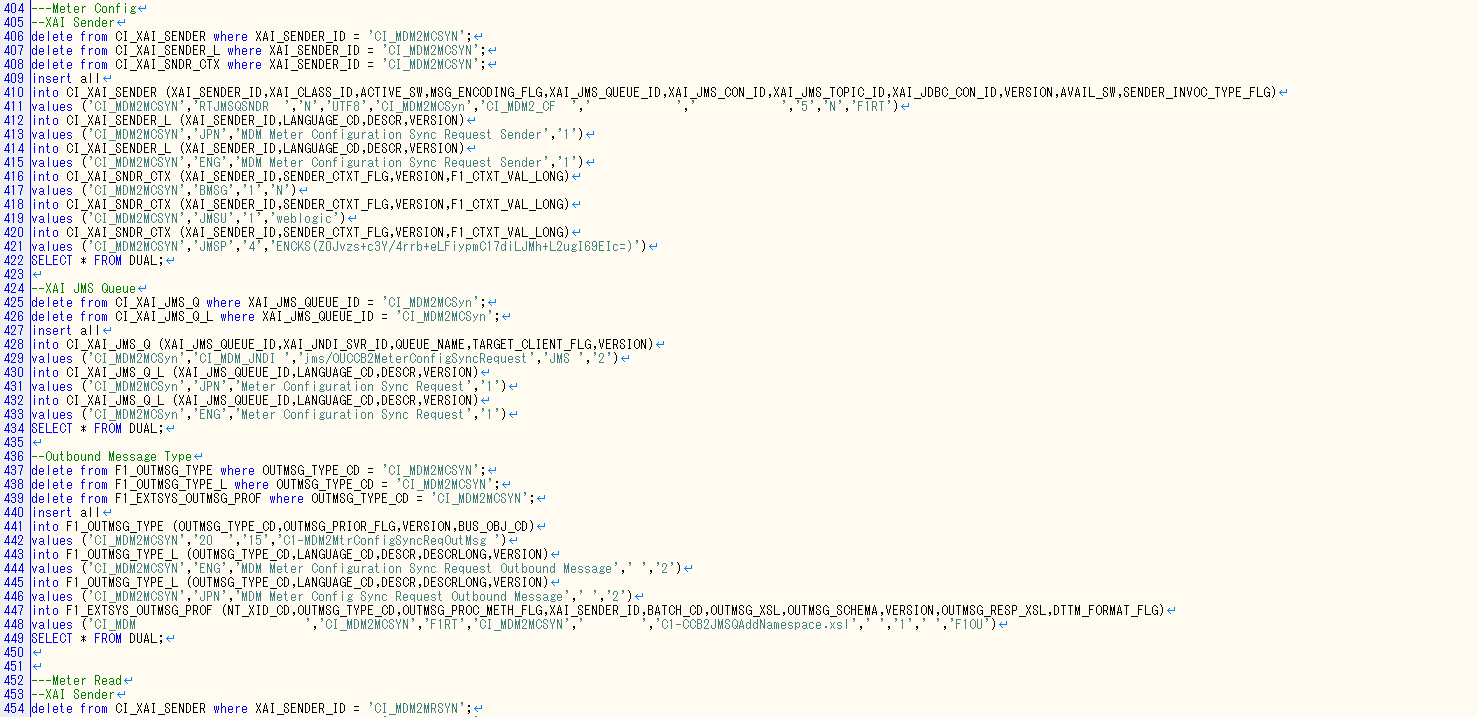 404 ---Meter Config↵
405 --XAI Sender↵
406 delete from CI_XAI_SENDER where XAI_SENDER_ID = 'CI_MDM2MCSYN';↵
407 delete from CI_XAI_SENDER_L where XAI_SENDER_ID = 'CI_MDM2MCSYN';↵
408 delete from CI_XAI_SNDR_CTX where XAI_SENDER_ID = 'CI_MDM2MCSYN';↵
409 insert all↵
410 into CI_XAI_SENDER (XAI_SENDER_ID,XAI_CLASS_ID,ACTIVE_SW,MSG_ENCODING_FLG,XAI_JMS_QUEUE_ID,XAI_JMS_CON_ID,XAI_JMS_TOPIC_ID,XAI_JDBC_CON_ID,VERSION,AVAIL_SW,SENDER_INVOC_TYPE_FLG)↵
411 values ('CI_MDM2MCSYN','RTJMSQSNDR  ','N','UTF8','CI_MDM2MCSyn','CI_MDM2_CF  ','            ','            ','5','N','F1RT')↵
412 into CI_XAI_SENDER_L (XAI_SENDER_ID,LANGUAGE_CD,DESCR,VERSION)↵
413 values ('CI_MDM2MCSYN','JPN','MDM Meter Configuration Sync Request Sender','1')↵
414 into CI_XAI_SENDER_L (XAI_SENDER_ID,LANGUAGE_CD,DESCR,VERSION)↵
415 values ('CI_MDM2MCSYN','ENG','MDM Meter Configuration Sync Request Sender','1')↵
416 into CI_XAI_SNDR_CTX (XAI_SENDER_ID,SENDER_CTXT_FLG,VERSION,F1_CTXT_VAL_LONG)↵
417 values ('CI_MDM2MCSYN','BMSG','1','N')↵
418 into CI_XAI_SNDR_CTX (XAI_SENDER_ID,SENDER_CTXT_FLG,VERSION,F1_CTXT_VAL_LONG)↵
419 values ('CI_MDM2MCSYN','JMSU','1','weblogic')↵
420 into CI_XAI_SNDR_CTX (XAI_SENDER_ID,SENDER_CTXT_FLG,VERSION,F1_CTXT_VAL_LONG)↵
421 values ('CI_MDM2MCSYN','JMSP','4','ENCKS(ZOJvzs+c3Y/4rrb+eLFiypmC17diLJMh+L2ugI69EIc=)')↵
422 SELECT * FROM DUAL;↵
423 ↵
424 --XAI JMS Queue↵
425 delete from CI_XAI_JMS_Q where XAI_JMS_QUEUE_ID = 'CI_MDM2MCSyn';↵
426 delete from CI_XAI_JMS_Q_L where XAI_JMS_QUEUE_ID = 'CI_MDM2MCSyn';↵
427 insert all↵
428 into CI_XAI_JMS_Q (XAI_JMS_QUEUE_ID,XAI_JNDI_SVR_ID,QUEUE_NAME,TARGET_CLIENT_FLG,VERSION)↵
429 values ('CI_MDM2MCSyn','CI_MDM_JNDI ','jms/OUCCB2MeterConfigSyncRequest','JMS ','2')↵
430 into CI_XAI_JMS_Q_L (XAI_JMS_QUEUE_ID,LANGUAGE_CD,DESCR,VERSION)↵
431 values ('CI_MDM2MCSyn','JPN','Meter Configuration Sync Request','1')↵
432 into CI_XAI_JMS_Q_L (XAI_JMS_QUEUE_ID,LANGUAGE_CD,DESCR,VERSION)↵
433 values ('CI_MDM2MCSyn','ENG','Meter Configuration Sync Request','1')↵
434 SELECT * FROM DUAL;↵
435 ↵
436 --Outbound Message Type↵
437 delete from F1_OUTMSG_TYPE where OUTMSG_TYPE_CD = 'CI_MDM2MCSYN';↵
438 delete from F1_OUTMSG_TYPE_L where OUTMSG_TYPE_CD = 'CI_MDM2MCSYN';↵
439 delete from F1_EXTSYS_OUTMSG_PROF where OUTMSG_TYPE_CD = 'CI_MDM2MCSYN';↵
440 insert all↵
441 into F1_OUTMSG_TYPE (OUTMSG_TYPE_CD,OUTMSG_PRIOR_FLG,VERSION,BUS_OBJ_CD)↵
442 values ('CI_MDM2MCSYN','20  ','15','C1-MDM2MtrConfigSyncReqOutMsg ')↵
443 into F1_OUTMSG_TYPE_L (OUTMSG_TYPE_CD,LANGUAGE_CD,DESCR,DESCRLONG,VERSION)↵
444 values ('CI_MDM2MCSYN','ENG','MDM Meter Configuration Sync Request Outbound Message',' ','2')↵
445 into F1_OUTMSG_TYPE_L (OUTMSG_TYPE_CD,LANGUAGE_CD,DESCR,DESCRLONG,VERSION)↵
446 values ('CI_MDM2MCSYN','JPN','MDM Meter Config Sync Request Outbound Message',' ','2')↵
447 into F1_EXTSYS_OUTMSG_PROF (NT_XID_CD,OUTMSG_TYPE_CD,OUTMSG_PROC_METH_FLG,XAI_SENDER_ID,BATCH_CD,OUTMSG_XSL,OUTMSG_SCHEMA,VERSION,OUTMSG_RESP_XSL,DTTM_FORMAT_FLG)↵
448 values ('CI_MDM                        ','CI_MDM2MCSYN','F1RT','CI_MDM2MCSYN','        ','C1-CCB2JMSQAddNamespace.xsl',' ','1',' ','F1OU')↵
449 SELECT * FROM DUAL;↵
450 ↵
451 ↵
452 ---Meter Read↵
453 --XAI Sender↵
454 delete from CI_XAI_SENDER where XAI_SENDER_ID = 'CI_MDM2MRSYN';↵